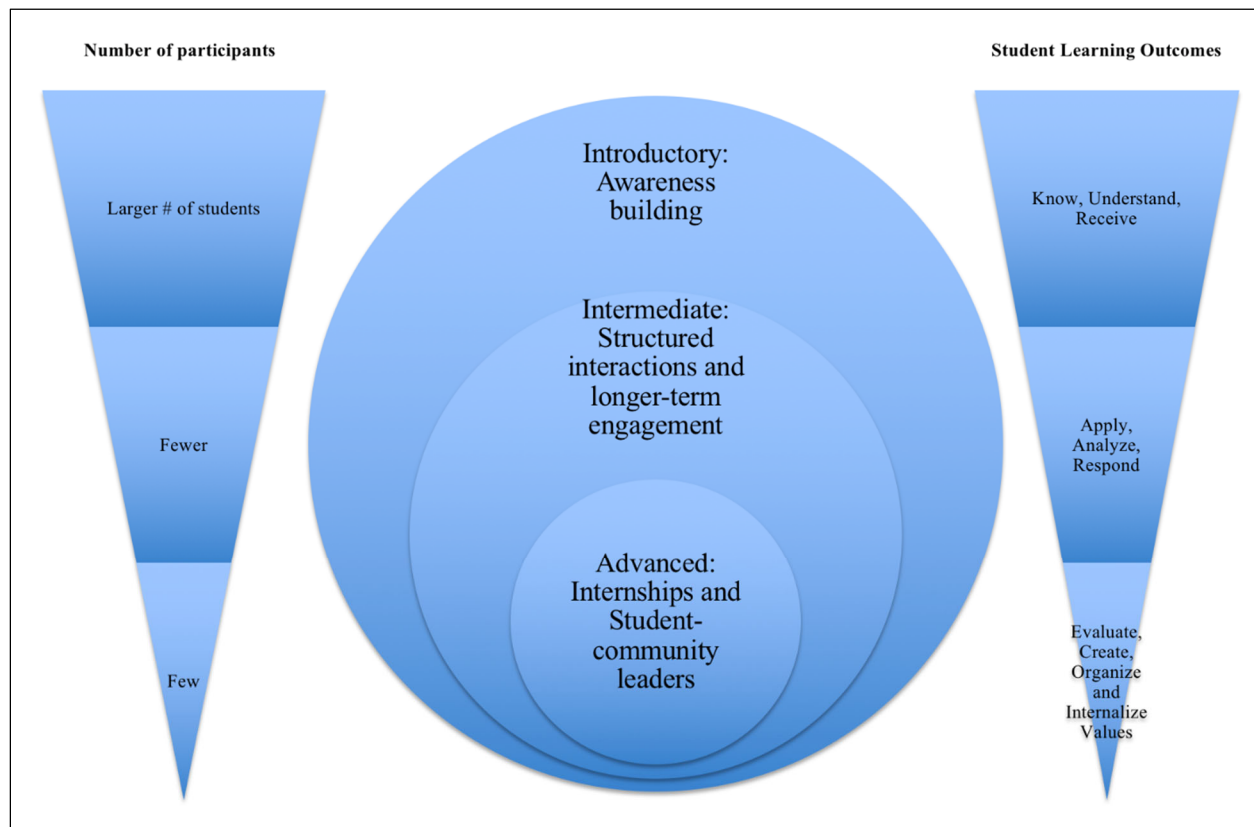 Number of participants
Student Learning Outcomes
Larger # of students
Fewer
Few
Introductory:
Awareness
building
Intermediate:
Structured
interactions and
longer-term
engagement
Advanced:
Internships and
Student-
community
leaders
Know, Understand,
Receive
Apply,
Analyze,
Respond
Evaluate,
Create,
Organize
and
Internalize
Values